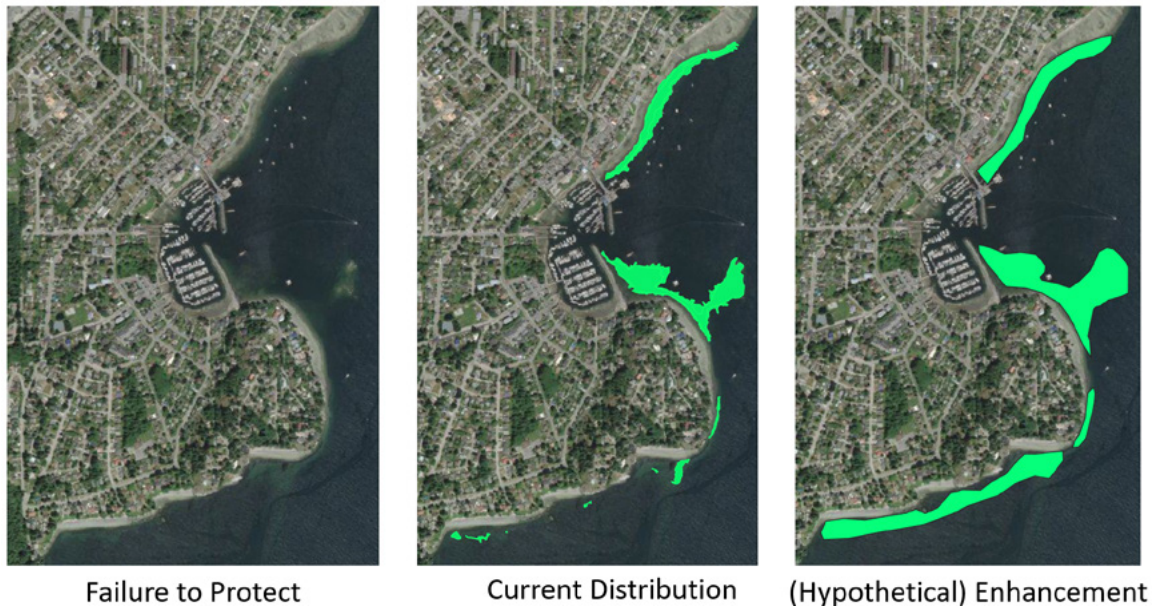 Failure to Protect
Current Distribution
(Hypothetical) Enhancement